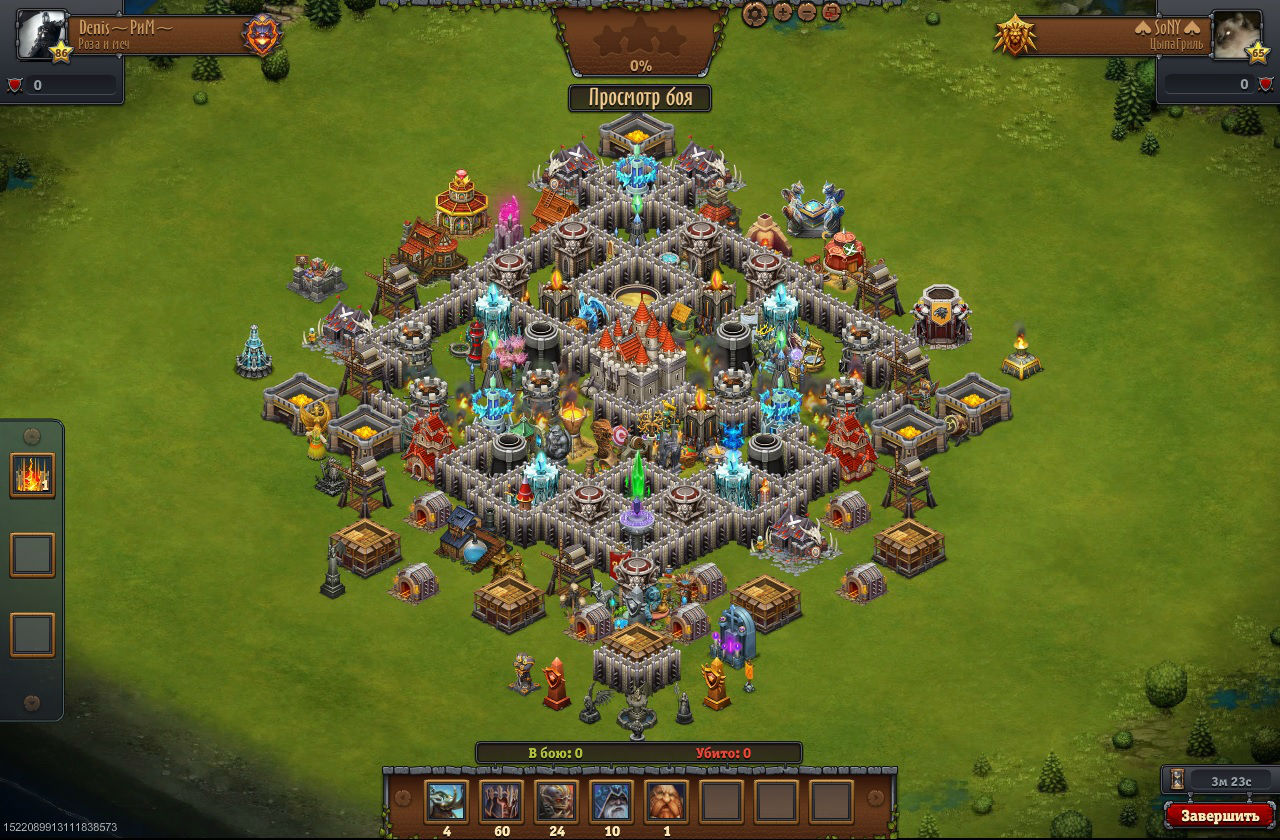 Denis~РиМ~
Роза и меч
86
0
0%
Просмотр боя
♠ SoNY ♠
ЦыпаГриль
65
0
В бою: 0
Убито: 0
4
60
24
10
1
3м 23с
Завершить
1522089913111838573